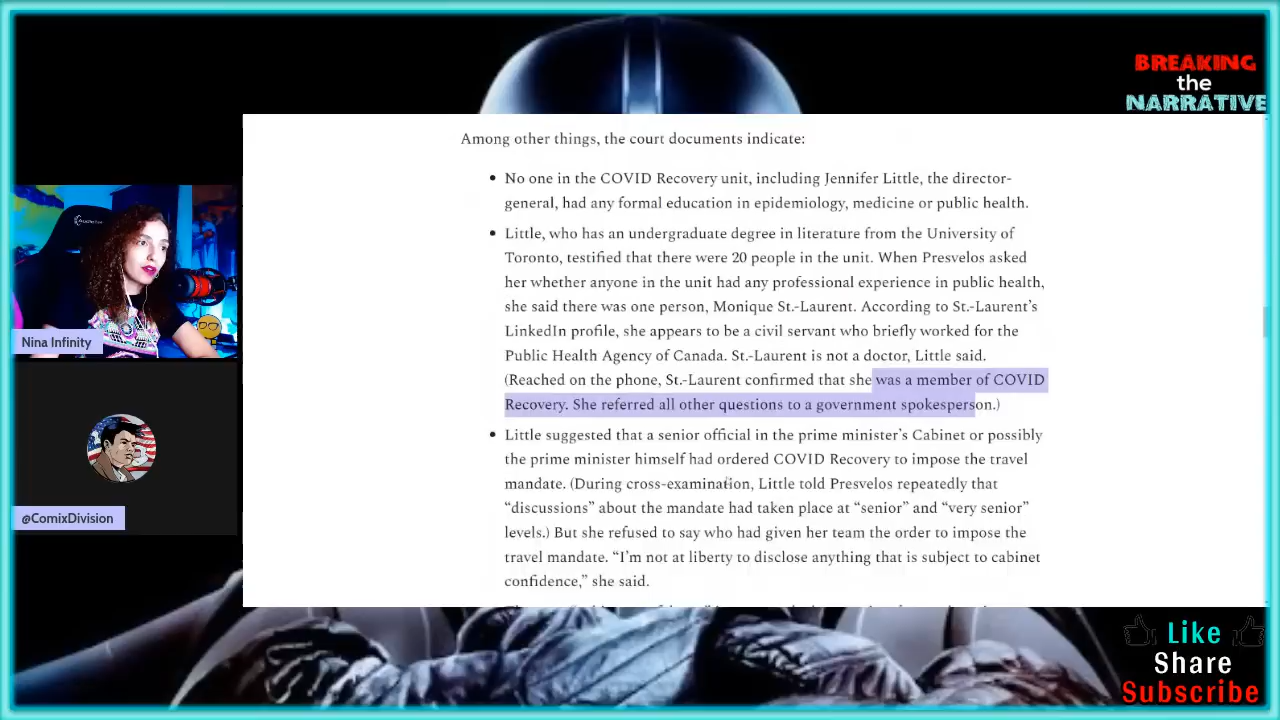 BREAKING
the
NARRATIVE
Among other things, the court documents indicate:
No one in the COVID Recovery unit, including Jennifer Little, the director-
general, had any formal education in epidemiology, medicine or public health.
Little, who has an undergraduate degree in literature from the University of
Toronto, testified that there were 20 people in the unit. When Presvelos asked
her whether anyone in the unit had any professional experience in public health,
she said there was one person, Monique St.-Laurent. According to St.-Laurent’s
LinkedIn profile, she appears to be a civil servant who briefly worked for the
Public Health Agency of Canada. St.-Laurent is not a doctor, Little said.
(Reached on the phone, St.-Laurent confirmed that she was a member of COVID
Recovery. She referred all other questions to a government spokesperson.)
Little suggested that a senior official in the prime minister’s Cabinet or possibly
the prime minister himself had ordered COVID Recovery to impose the travel
mandate. (During cross-examination, Little told Presvelos repeatedly that
“discussions” about the mandate had taken place at “senior” and “very senior”
levels.) But she refused to say who had given her team the order to impose the
travel mandate. “I’m not at liberty to disclose anything that is subject to cabinet
confidence,” she said.
Nina Infinity
@ComixDivision
Like
Share
Subscribe